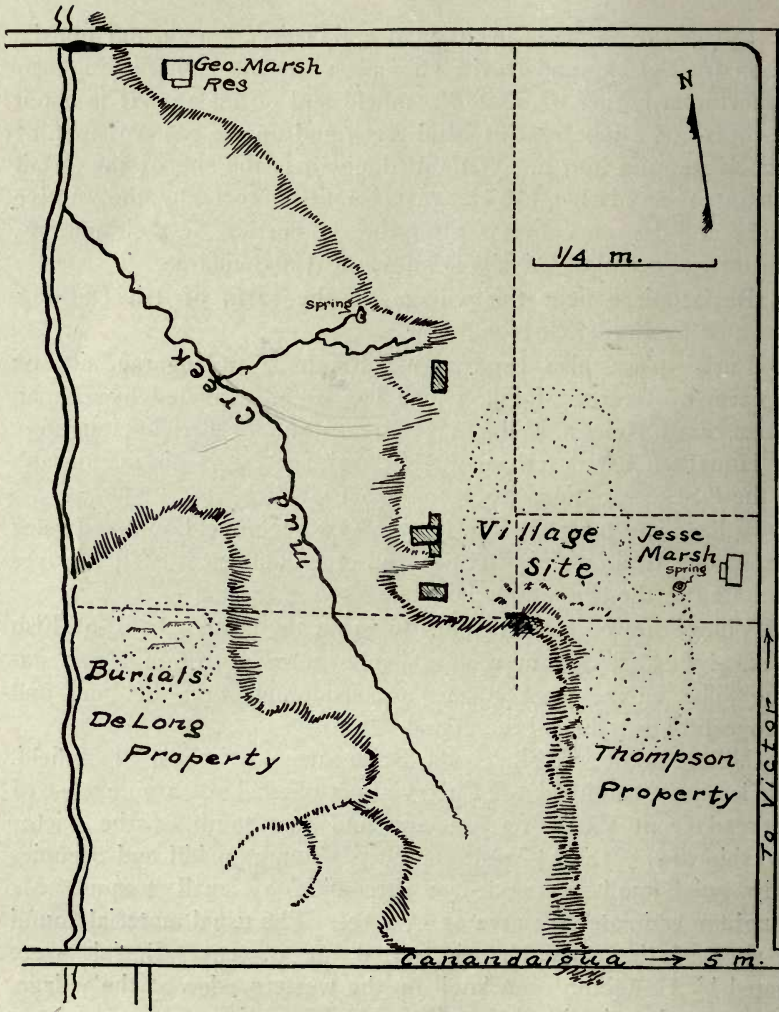 Geo. Marsh
Res
N
1/4 m.
Spring
Mud Creek
Village
Site
Jesse
Marsh
Spring
Burials
DeLong
Property
Thompson
Property
To Victor →
Canandaigua → 5 m.